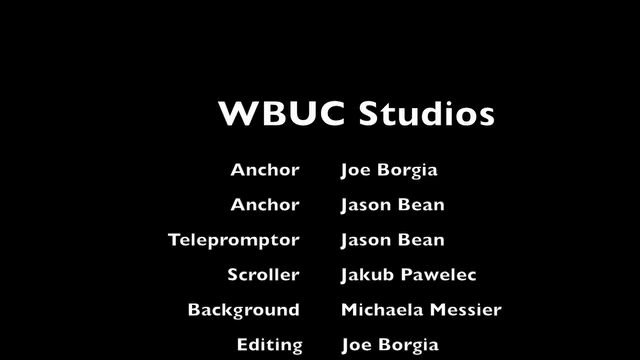 WBUC Studios
Anchor Joe Borgia
Anchor Jason Bean
Telepromptor Jason Bean
Scroller Jakub Pawelec
Background Michaela Messier
Editing Joe Borgia